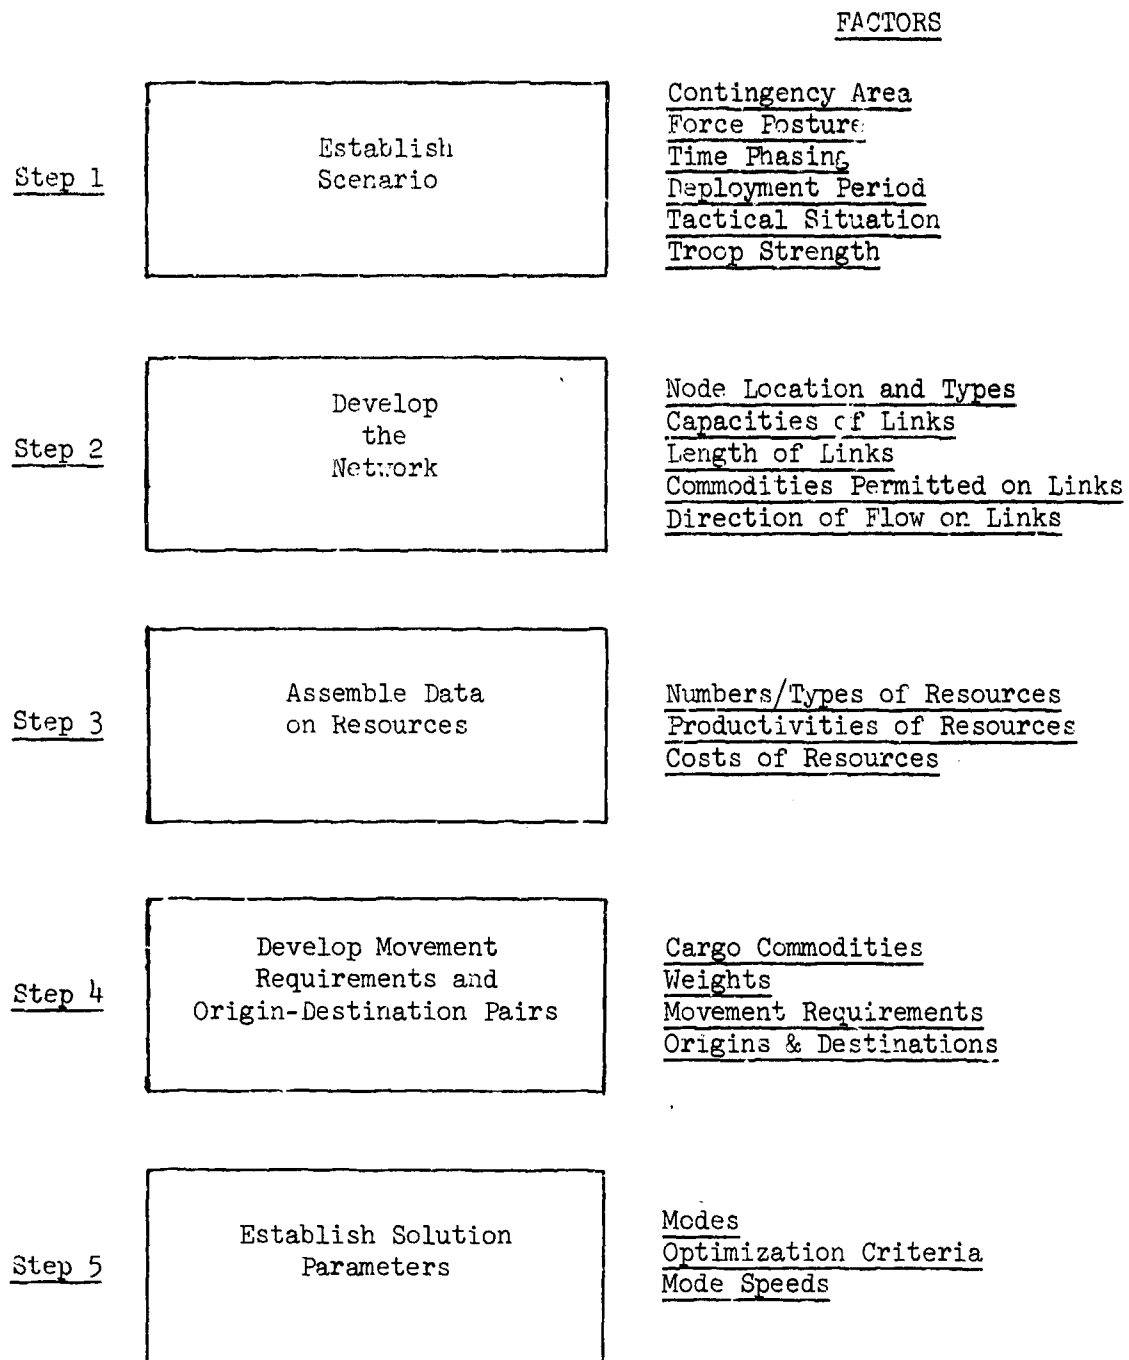 FACTORS
Step 1
Establish
Scenario
Contingency Area
Force Posture
Time Phasing
Deployment Period
Tactical Situation
Troop Strength
Step 2
Develop
the
Network
Node Location and Types
Capacities of Links
Length of Links
Commodities Permitted on Links
Direction of Flow on Links
Step 3
Assemble Data
on Resources
Numbers/Types of Resources
Productivities of Resources
Costs of Resources
Step 4
Develop Movement
Requirements and
Origin-Destination Pairs
Cargo Commodities
Weights
Movement Requirements
Origins & Destinations
Step 5
Establish Solution
Parameters
Modes
Optimization Criteria
Mode Speeds